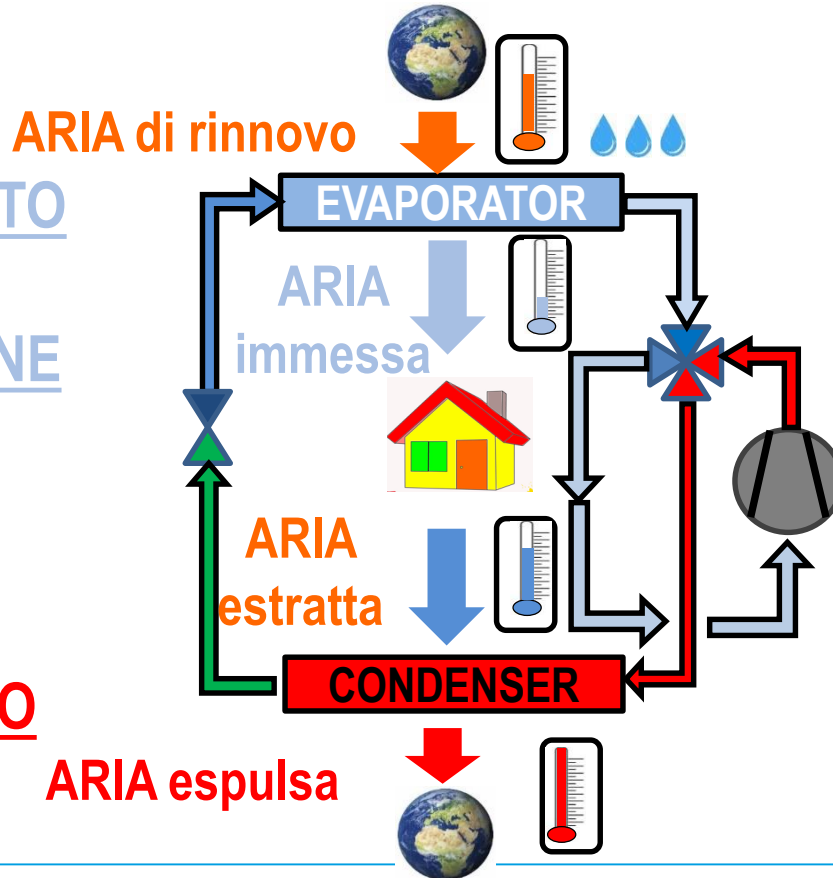 ARIA di rinnovo
TO
EVAPORATOR
ARIA
immessa
NE
ARIA
estratta
CONDENSER
O
ARIA espulsa